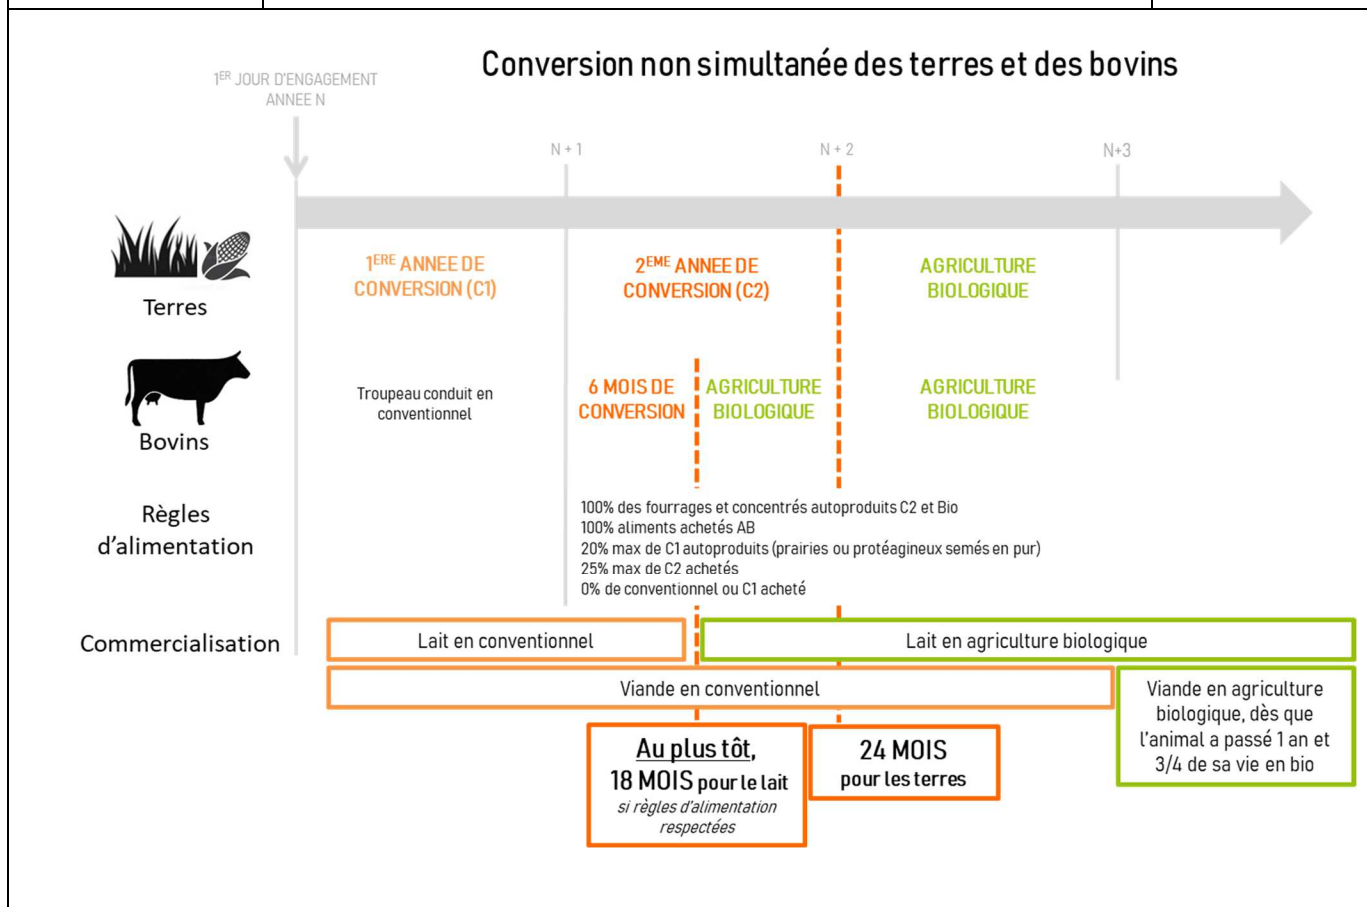 Conversion non simultanée des terres et des bovins
1ER JOUR D'ENGAGEMENT
ANNEE N
N + 1
N + 2
N+3
Terres
1ERE ANNEE DE
CONVERSION (C1)
2EME ANNEE DE
CONVERSION (C2)
AGRICULTURE
BIOLOGIQUE
Bovins
Troupeau conduit en
conventionnel
6 MOIS DE
CONVERSION
AGRICULTURE
BIOLOGIQUE
AGRICULTURE
BIOLOGIQUE
Règles
d'alimentation
100% des fourrages et concentrés autoproduits C2 et Bio
100% aliments achetés AB
20% max de C1 autoproduits (prairies ou protéagineux semés en pur)
25% max de C2 achetés
0% de conventionnel ou C1 acheté
Commercialisation
Lait en conventionnel
Lait en agriculture biologique
Viande en conventionnel
Viande en agriculture
biologique, dès que
l'animal a passé 1 an et
3/4 de sa vie en bio
Au plus tôt,
18 MOIS pour le lait
si règles d'alimentation
respectées
24 MOIS
pour les terres